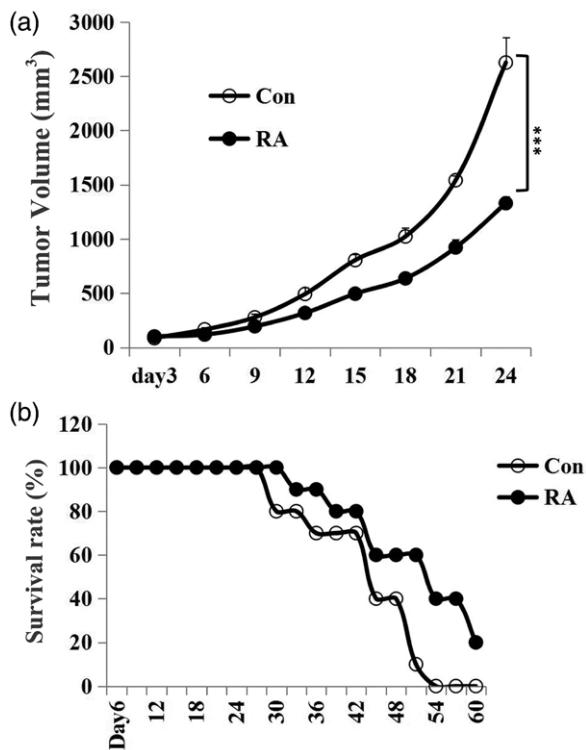 (a)
Tumor Volume (mm³)
3000
2500
2000
1500
1000
500
0
Con
RA
***
day3 6 9 12 15 18 21 24
(b)
Survival rate (%)
120
100
80
60
40
20
0
Con
RA
Day6 12 18 24 30 36 42 48 54 60